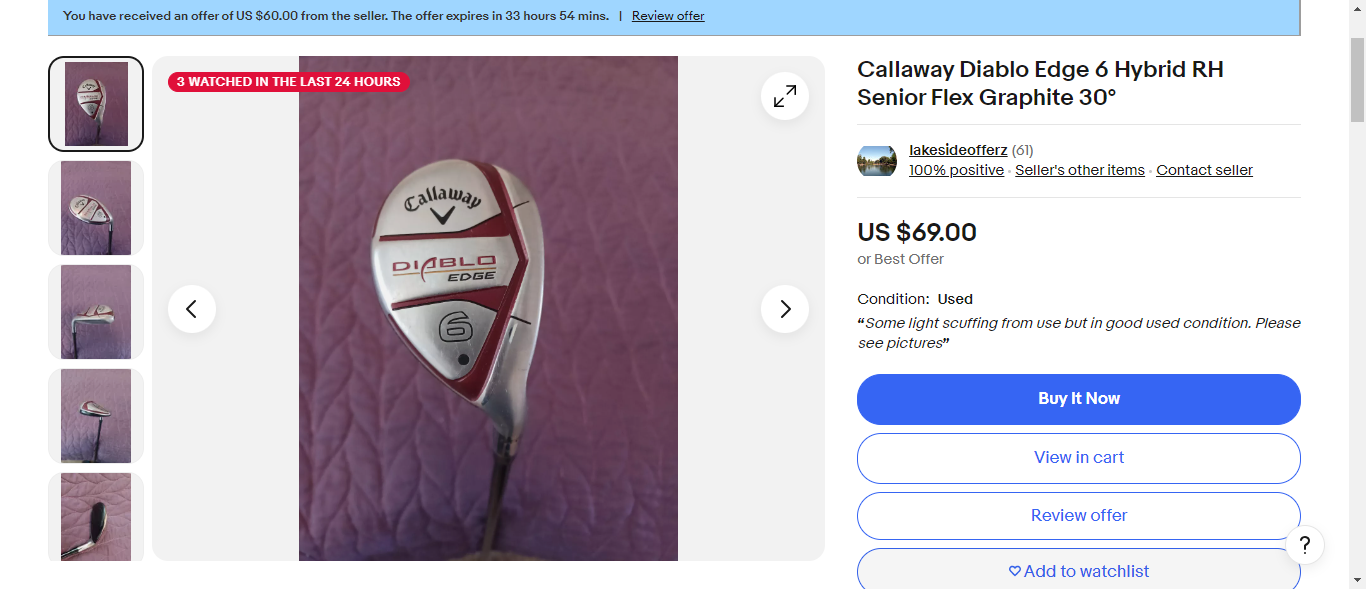 You have received an offer of US $60.00 from the seller. The offer expires in 33 hours 54 mins. | Review offer
3 WATCHED IN THE LAST 24 HOURS
Callaway
DIABLO
EDGE
6
Callaway Diablo Edge 6 Hybrid RH
Senior Flex Graphite 30°
lakesideofferz (61)
100% positive · Seller's other items · Contact seller
US $69.00
or Best Offer
Condition: Used
“Some light scuffing from use but in good used condition. Please
see pictures”
Buy It Now
View in cart
Review offer
?
Add to watchlist